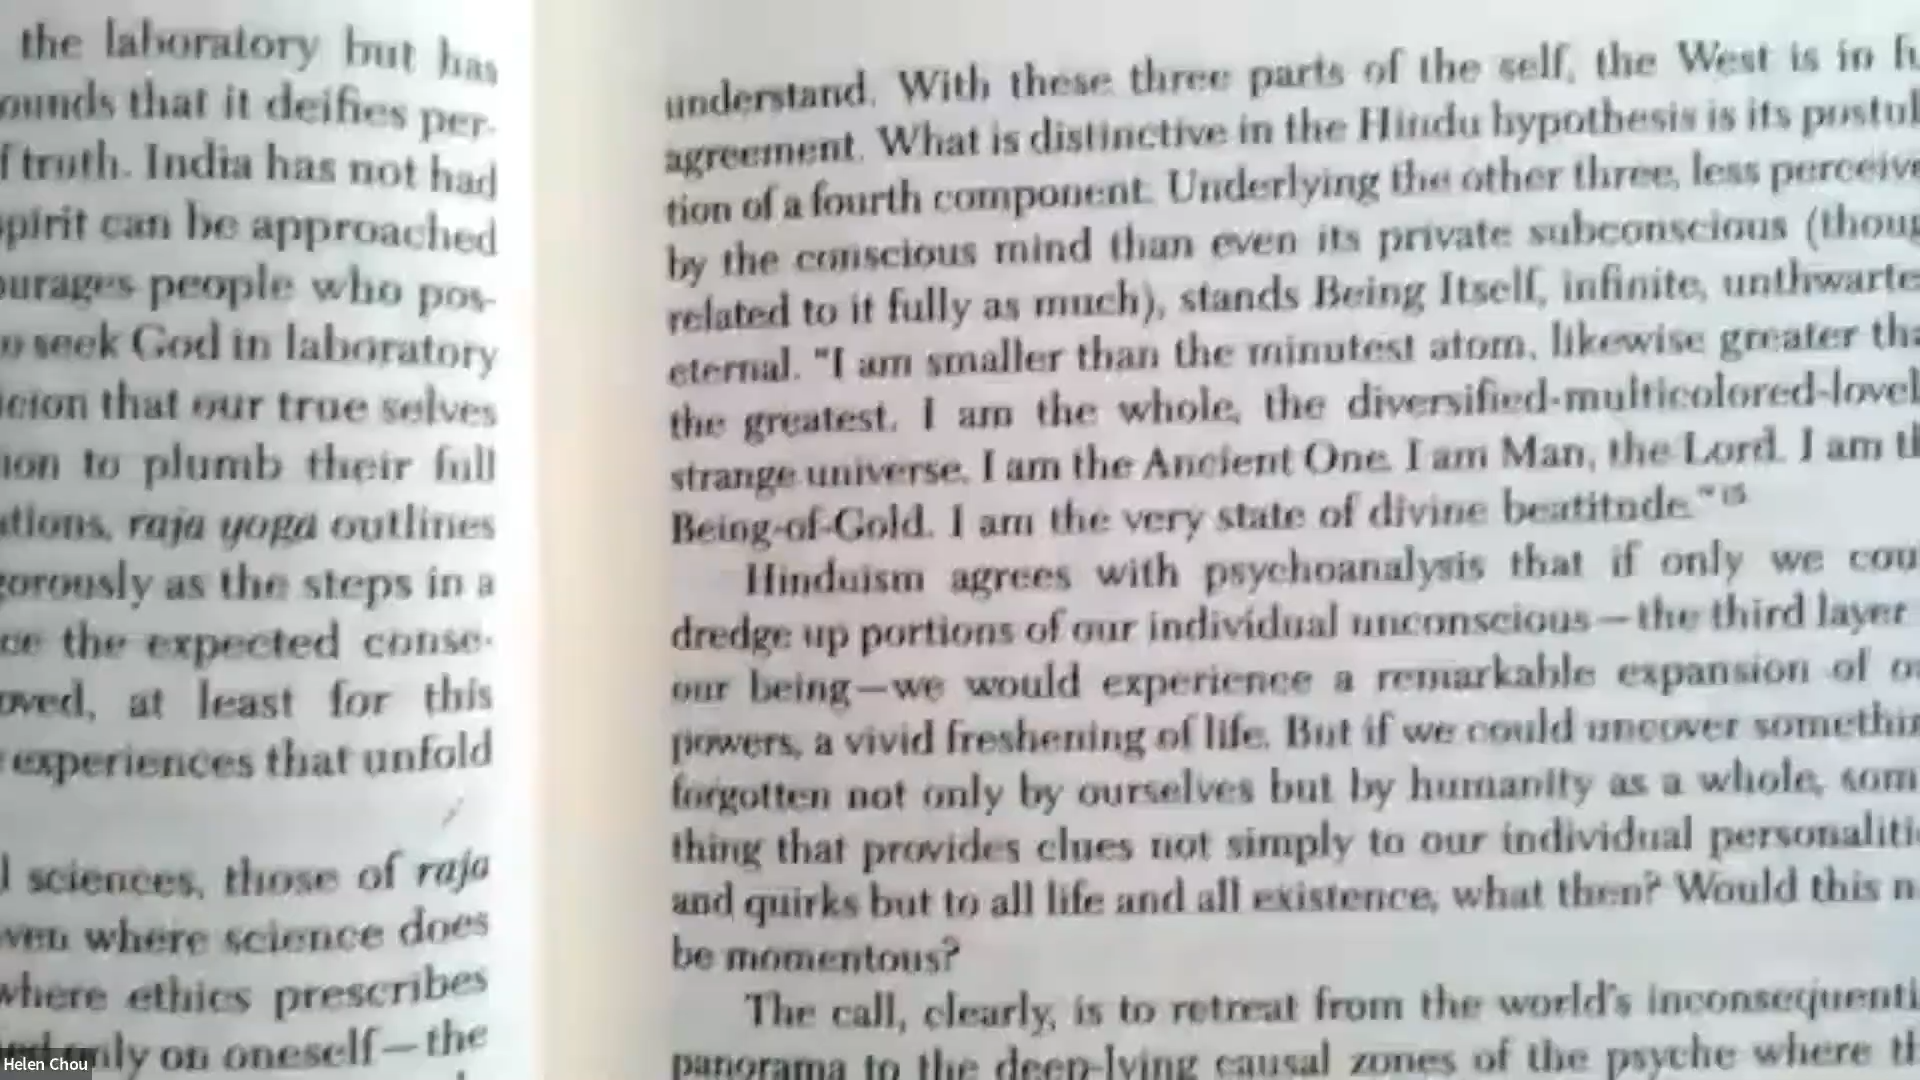 the laboratory but has
ounds that it deifies per-
f truth. India has not had
pirit can be approached
ourages people who pos-
o seek God in laboratory
icion that our true selves
ion to plumb their full
ations, raja yoga outlines
gorously as the steps in a
ce the expected conse-
oved, at least for this
experiences that unfold
l sciences, those of raja
ven where science does
where ethics prescribes
only on oneself—the
understand. With these three parts of the self, the West is in fu
agreement. What is distinctive in the Hindu hypothesis is its postul
tion of a fourth component. Underlying the other three, less perceive
by the conscious mind than even its private subconscious (thoug
related to it fully as much), stands Being Itself, infinite, unthwarte
eternal. "I am smaller than the minutest atom, likewise greater tha
the greatest. I am the whole, the diversified-multicolored-lovel
strange universe. I am the Ancient One. I am Man, the Lord. I am th
Being-of-Gold. I am the very state of divine beatitude."15
Hinduism agrees with psychoanalysis that if only we cou
dredge up portions of our individual unconscious—the third layer
our being—we would experience a remarkable expansion of ou
powers, a vivid freshening of life. But if we could uncover somethin
forgotten not only by ourselves but by humanity as a whole, som
thing that provides clues not simply to our individual personalitie
and quirks but to all life and all existence, what then? Would this n
be momentous?
The call, clearly, is to retreat from the world's inconsequenti
panorama to the deep-lying causal zones of the psyche where th
Helen Chou